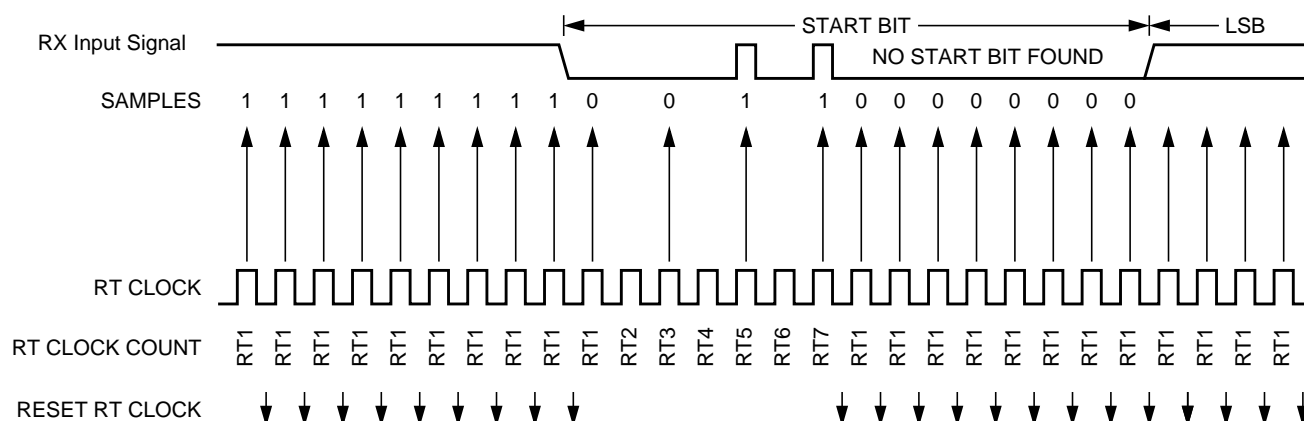 START BIT LSB
RX Input Signal NO START BIT FOUND
SAMPLES 1 1 1 1 1 1 1 1 1 0 0 1 1 0 0 0 0 0 0 0 0
RT CLOCK
RT CLOCK COUNT RT1 RT1 RT1 RT1 RT1 RT1 RT1 RT1 RT1 RT1 RT2 RT3 RT4 RT5 RT6 RT7 RT1 RT1 RT1 RT1 RT1 RT1 RT1 RT1 RT1 RT1 RT1 RT1
RESET RT CLOCK